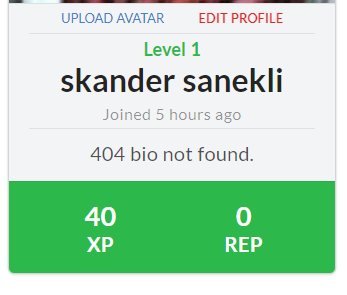 UPLOAD AVATAR EDIT PROFILE
Level 1
skander sanekli
Joined 5 hours ago
404 bio not found.
40 0
XP REP